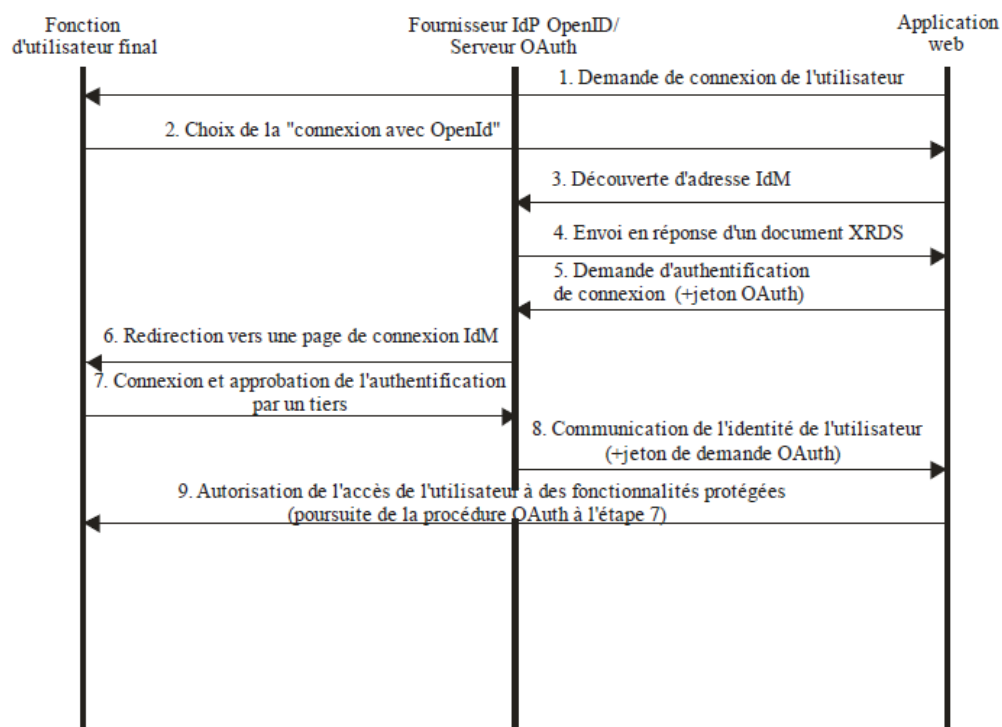 Fonction
d'utilisateur final
Fournisseur IdP OpenID/
Serveur OAuth
Application
web
1. Demande de connexion de l'utilisateur
2. Choix de la "connexion avec OpenId"
3. Découverte d'adresse IdM
4. Envoi en réponse d'un document XRDS
5. Demande d'authentification
de connexion (+jeton OAuth)
6. Redirection vers une page de connexion IdM
7. Connexion et approbation de l'authentification
par un tiers
8. Communication de l'identité de l'utilisateur
(+jeton de demande OAuth)
9. Autorisation de l'accès de l'utilisateur à des fonctionnalités protégées
(poursuite de la procédure OAuth à l'étape 7)